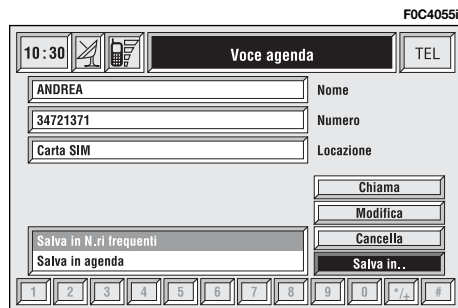 F0C4055i
10:30 Voce agenda TEL
ANDREA Nome
34721371 Numero
Carta SIM Locazione
Chiama
Modifica
Salva in N.ri frequenti Cancella
Salva in agenda Salva in..
1 2 3 4 5 6 7 8 9 0 */+ #